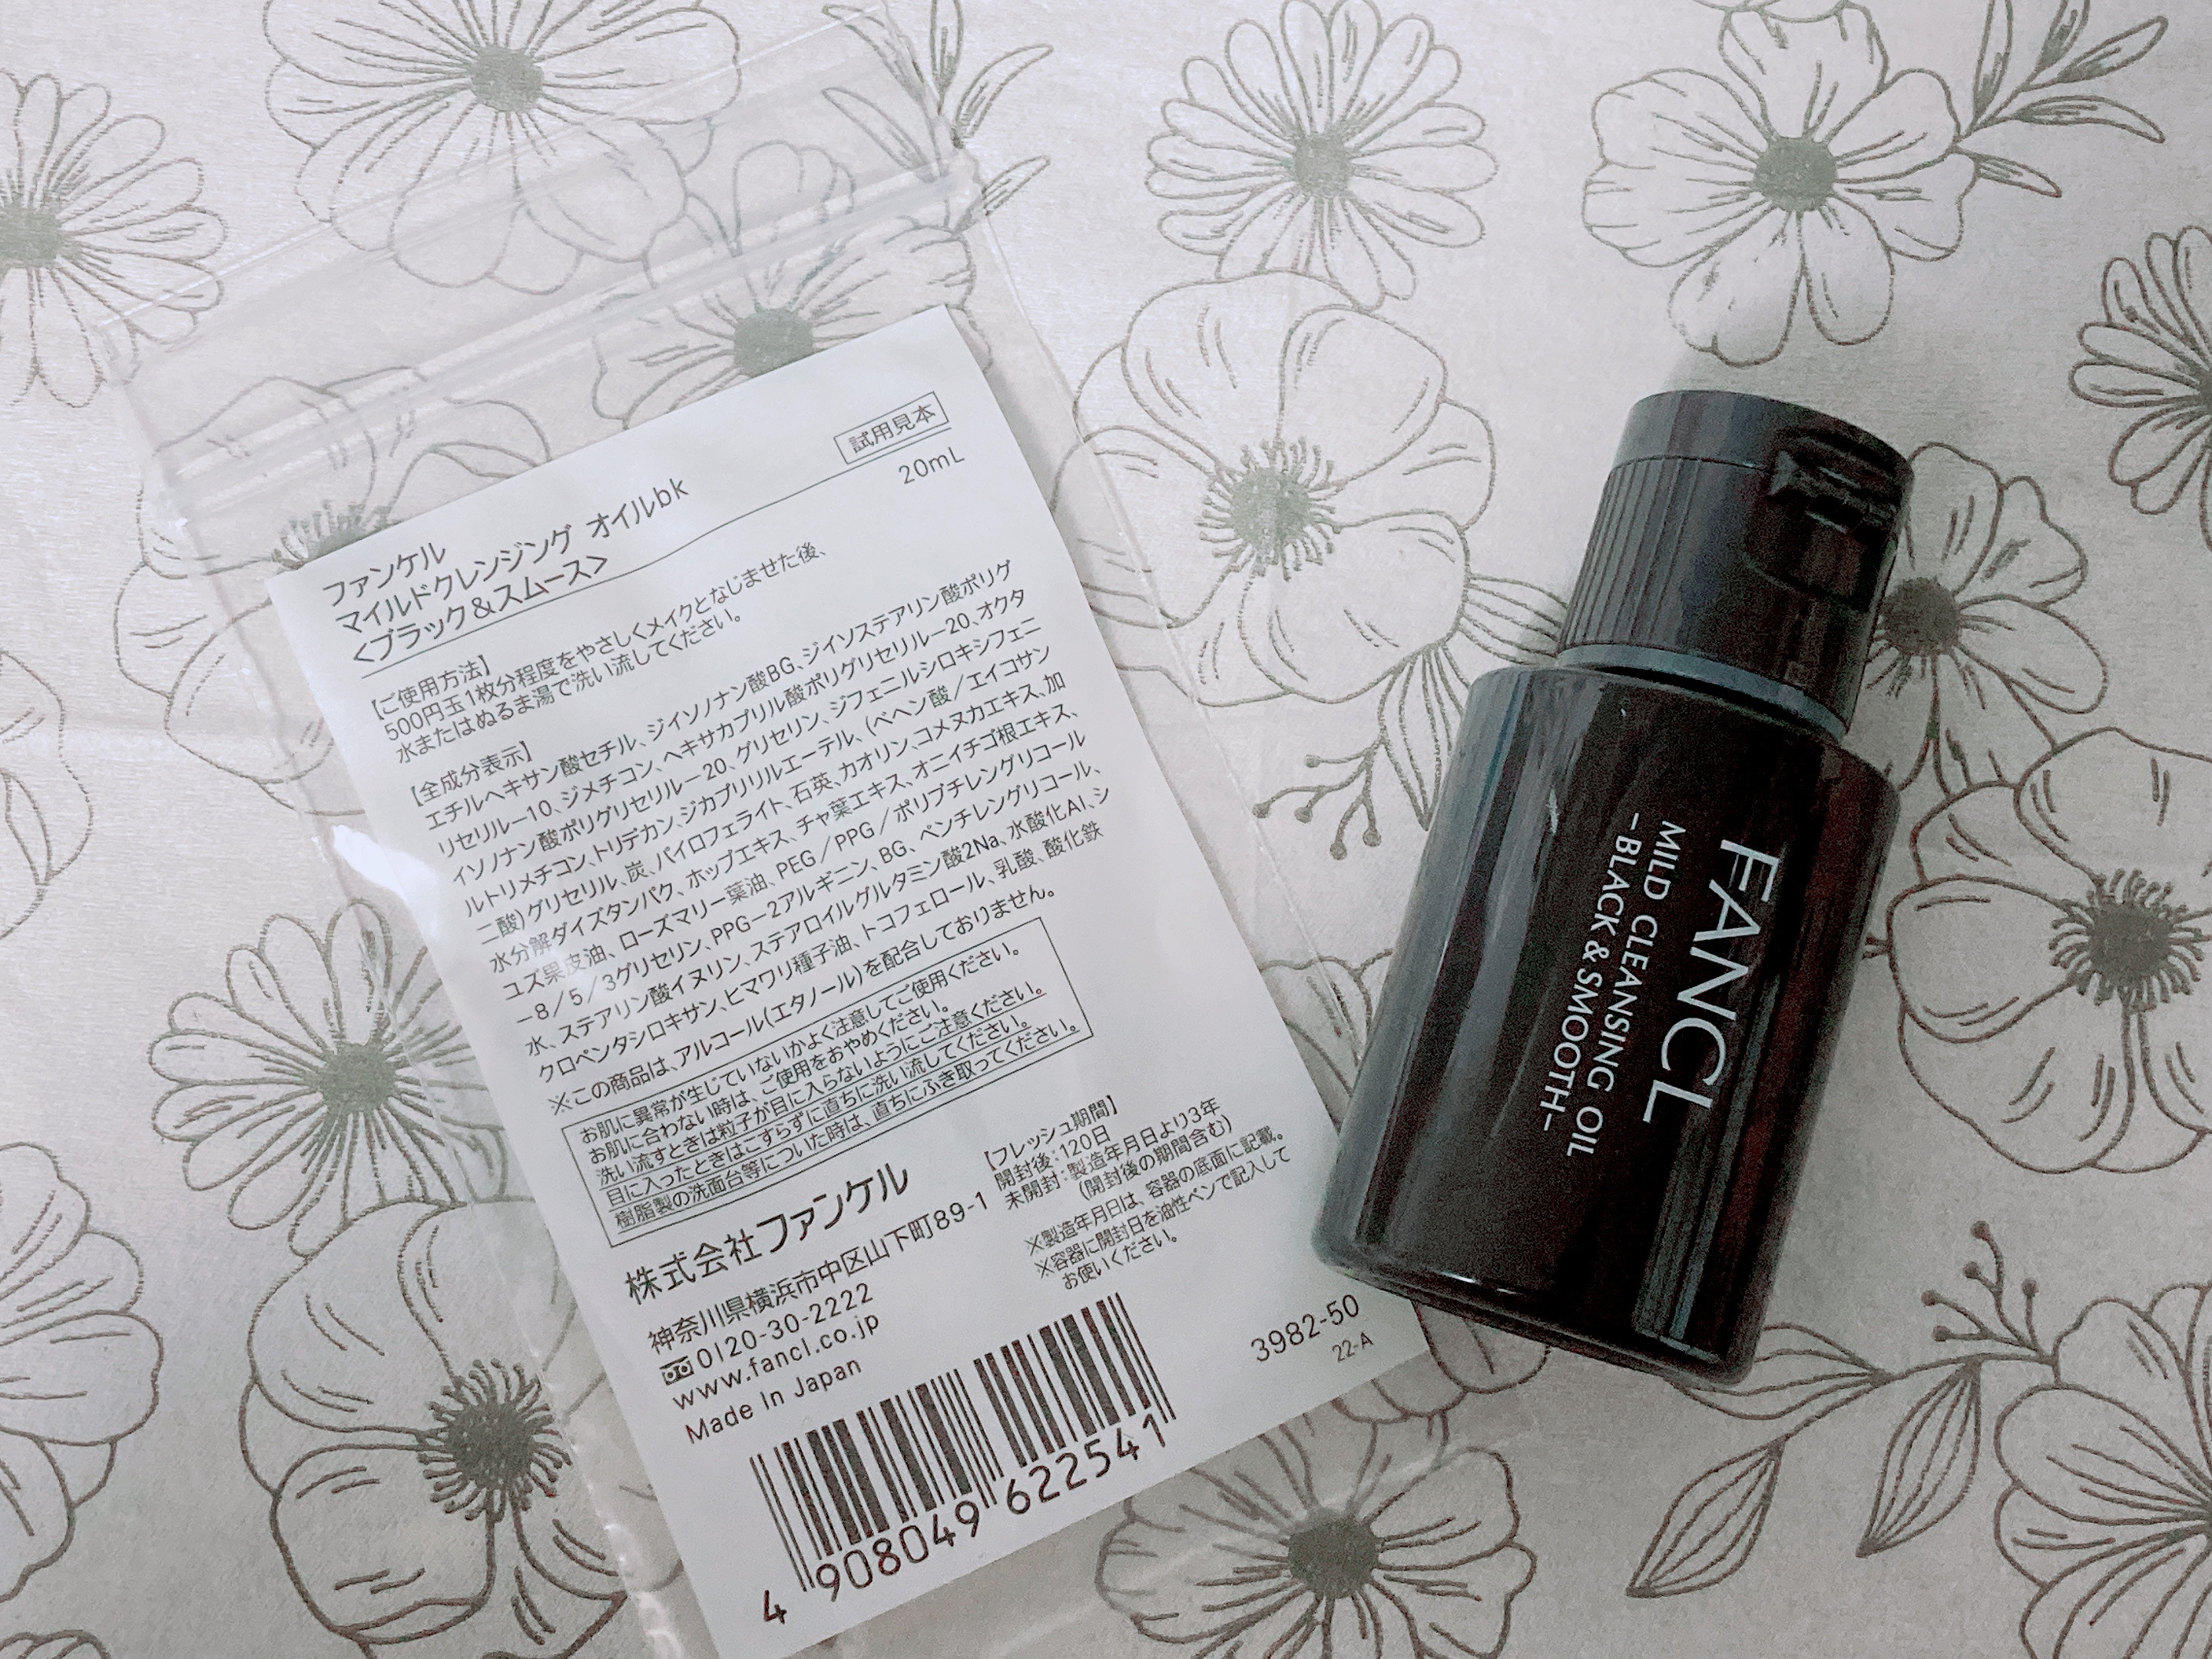 ファンケル
マイルドクレンジング オイルbk
<ブラック&スムース>
試用見本
20mL
【ご使用方法】
500円玉1枚分程度をやさしくメイクとなじませた後、
水またはぬるま湯で洗い流してください。
【全成分表示】
エチルヘキサン酸セチル、ジイソノナン酸BG、ジイソステアリン酸ポリグ
リセリル－10、ジメチコン、ヘキサカプリル酸ポリグリセリル－20、オクタ
イソノナン酸ポリグリセリル－20、グリセリン、ジフェニルシロキシフェニ
ルトリメチコン、トリデカン、ジカプリリルエーテル、(ベヘン酸／エイコサン
二酸)グリセリル、炭、パイロフェライト、石英、カオリン、コメヌカエキス、加
水分解ダイズタンパク、ホップエキス、チャ葉エキス、オニイチゴ根エキス、
ユズ果皮油、ローズマリー葉油、PEG／PPG／ポリブチレングリコール
－8／5／3グリセリン、PPG－2アルギニン、BG、ペンチレングリコール、
水、ステアリン酸イヌリン、ステアロイルグルタミン酸2Na、水酸化Al、シ
クロペンタシロキサン、ヒマワリ種子油、トコフェロール、乳酸、酸化鉄
※この商品は、アルコール(エタノール)を配合しておりません。
お肌に異常が生じていないかよく注意してご使用ください。
お肌に合わない時は、ご使用をおやめください。
洗い流すときは粒子が目に入らないようにご注意ください。
目に入ったときはこすらずに直ちに洗い流してください。
樹脂製の洗面台等についた時は、直ちにふき取ってください。
株式会社ファンケル
神奈川県横浜市中区山下町89-1
0120-30-2222
www.fancl.co.jp
Made in Japan
【フレッシュ期間】
開封後：120日
未開封：製造年月日より3年
(開封後の期間含む)
※製造年月日は、容器の底面に記載。
※容器に開封日を油性ペンで記入して
お使いください。
3982-50
22-A
4 908049 622541
FANCL
MILD CLEANSING OIL
-BLACK & SMOOTH-